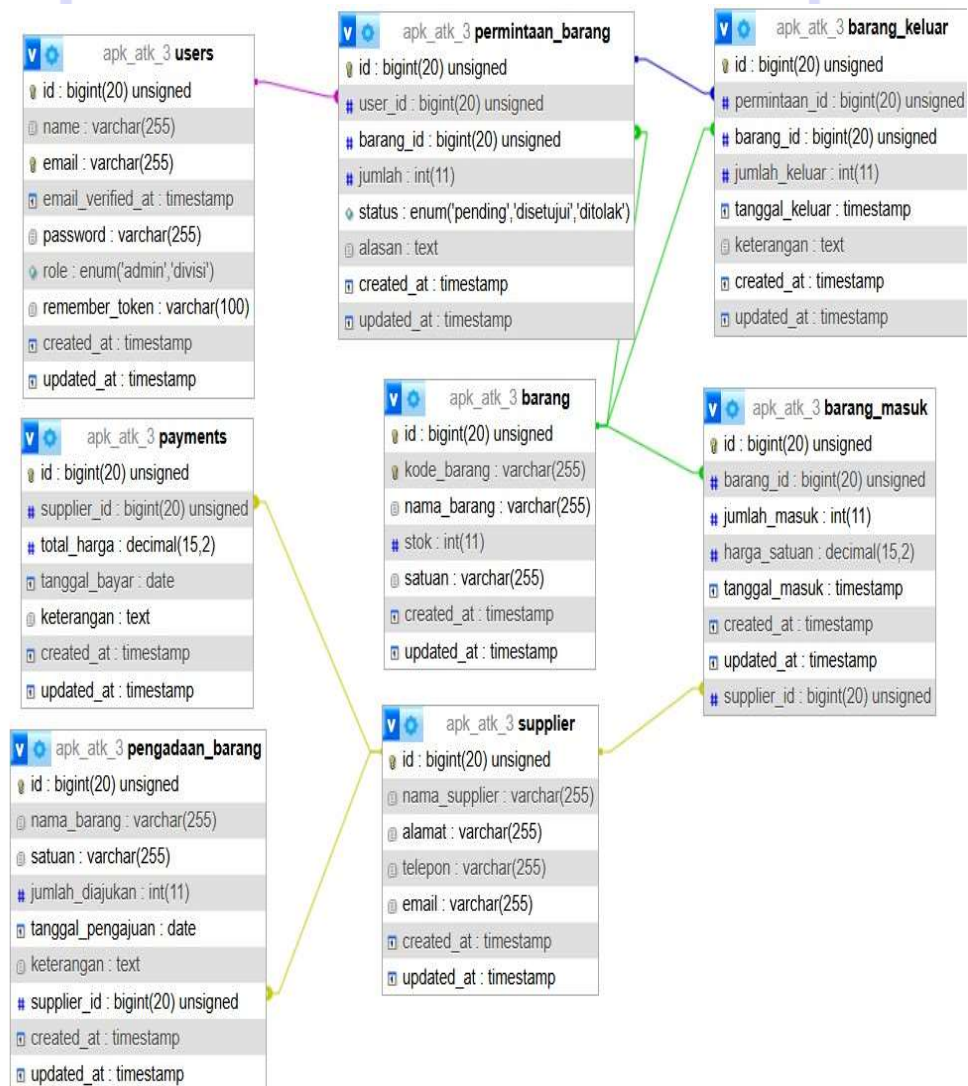 apk_atk_3 users
id : bigint(20) unsigned
name : varchar(255)
email : varchar(255)
email_verified_at : timestamp
password : varchar(255)
role : enum('admin','divisi')
remember_token : varchar(100)
created_at : timestamp
updated_at : timestamp
apk_atk_3 permintaan_barang
id : bigint(20) unsigned
user_id : bigint(20) unsigned
barang_id : bigint(20) unsigned
jumlah : int(11)
status : enum('pending','disetujui','ditolak')
alasan : text
created_at : timestamp
updated_at : timestamp
apk_atk_3 barang_keluar
id : bigint(20) unsigned
permintaan_id : bigint(20) unsigned
barang_id : bigint(20) unsigned
jumlah_keluar : int(11)
tanggal_keluar : timestamp
keterangan : text
created_at : timestamp
updated_at : timestamp
apk_atk_3 payments
id : bigint(20) unsigned
supplier_id : bigint(20) unsigned
total_harga : decimal(15,2)
tanggal_bayar : date
keterangan : text
created_at : timestamp
updated_at : timestamp
apk_atk_3 barang
id : bigint(20) unsigned
kode_barang : varchar(255)
nama_barang : varchar(255)
stok : int(11)
satuan : varchar(255)
created_at : timestamp
updated_at : timestamp
apk_atk_3 barang_masuk
id : bigint(20) unsigned
barang_id : bigint(20) unsigned
jumlah_masuk : int(11)
harga_satuan : decimal(15,2)
tanggal_masuk : timestamp
created_at : timestamp
updated_at : timestamp
supplier_id : bigint(20) unsigned
apk_atk_3 pengadaan_barang
id : bigint(20) unsigned
nama_barang : varchar(255)
satuan : varchar(255)
jumlah_diajukan : int(11)
tanggal_pengajuan : date
keterangan : text
supplier_id : bigint(20) unsigned
created_at : timestamp
updated_at : timestamp
apk_atk_3 supplier
id : bigint(20) unsigned
nama_supplier : varchar(255)
alamat : varchar(255)
telepon : varchar(255)
email : varchar(255)
created_at : timestamp
updated_at : timestamp